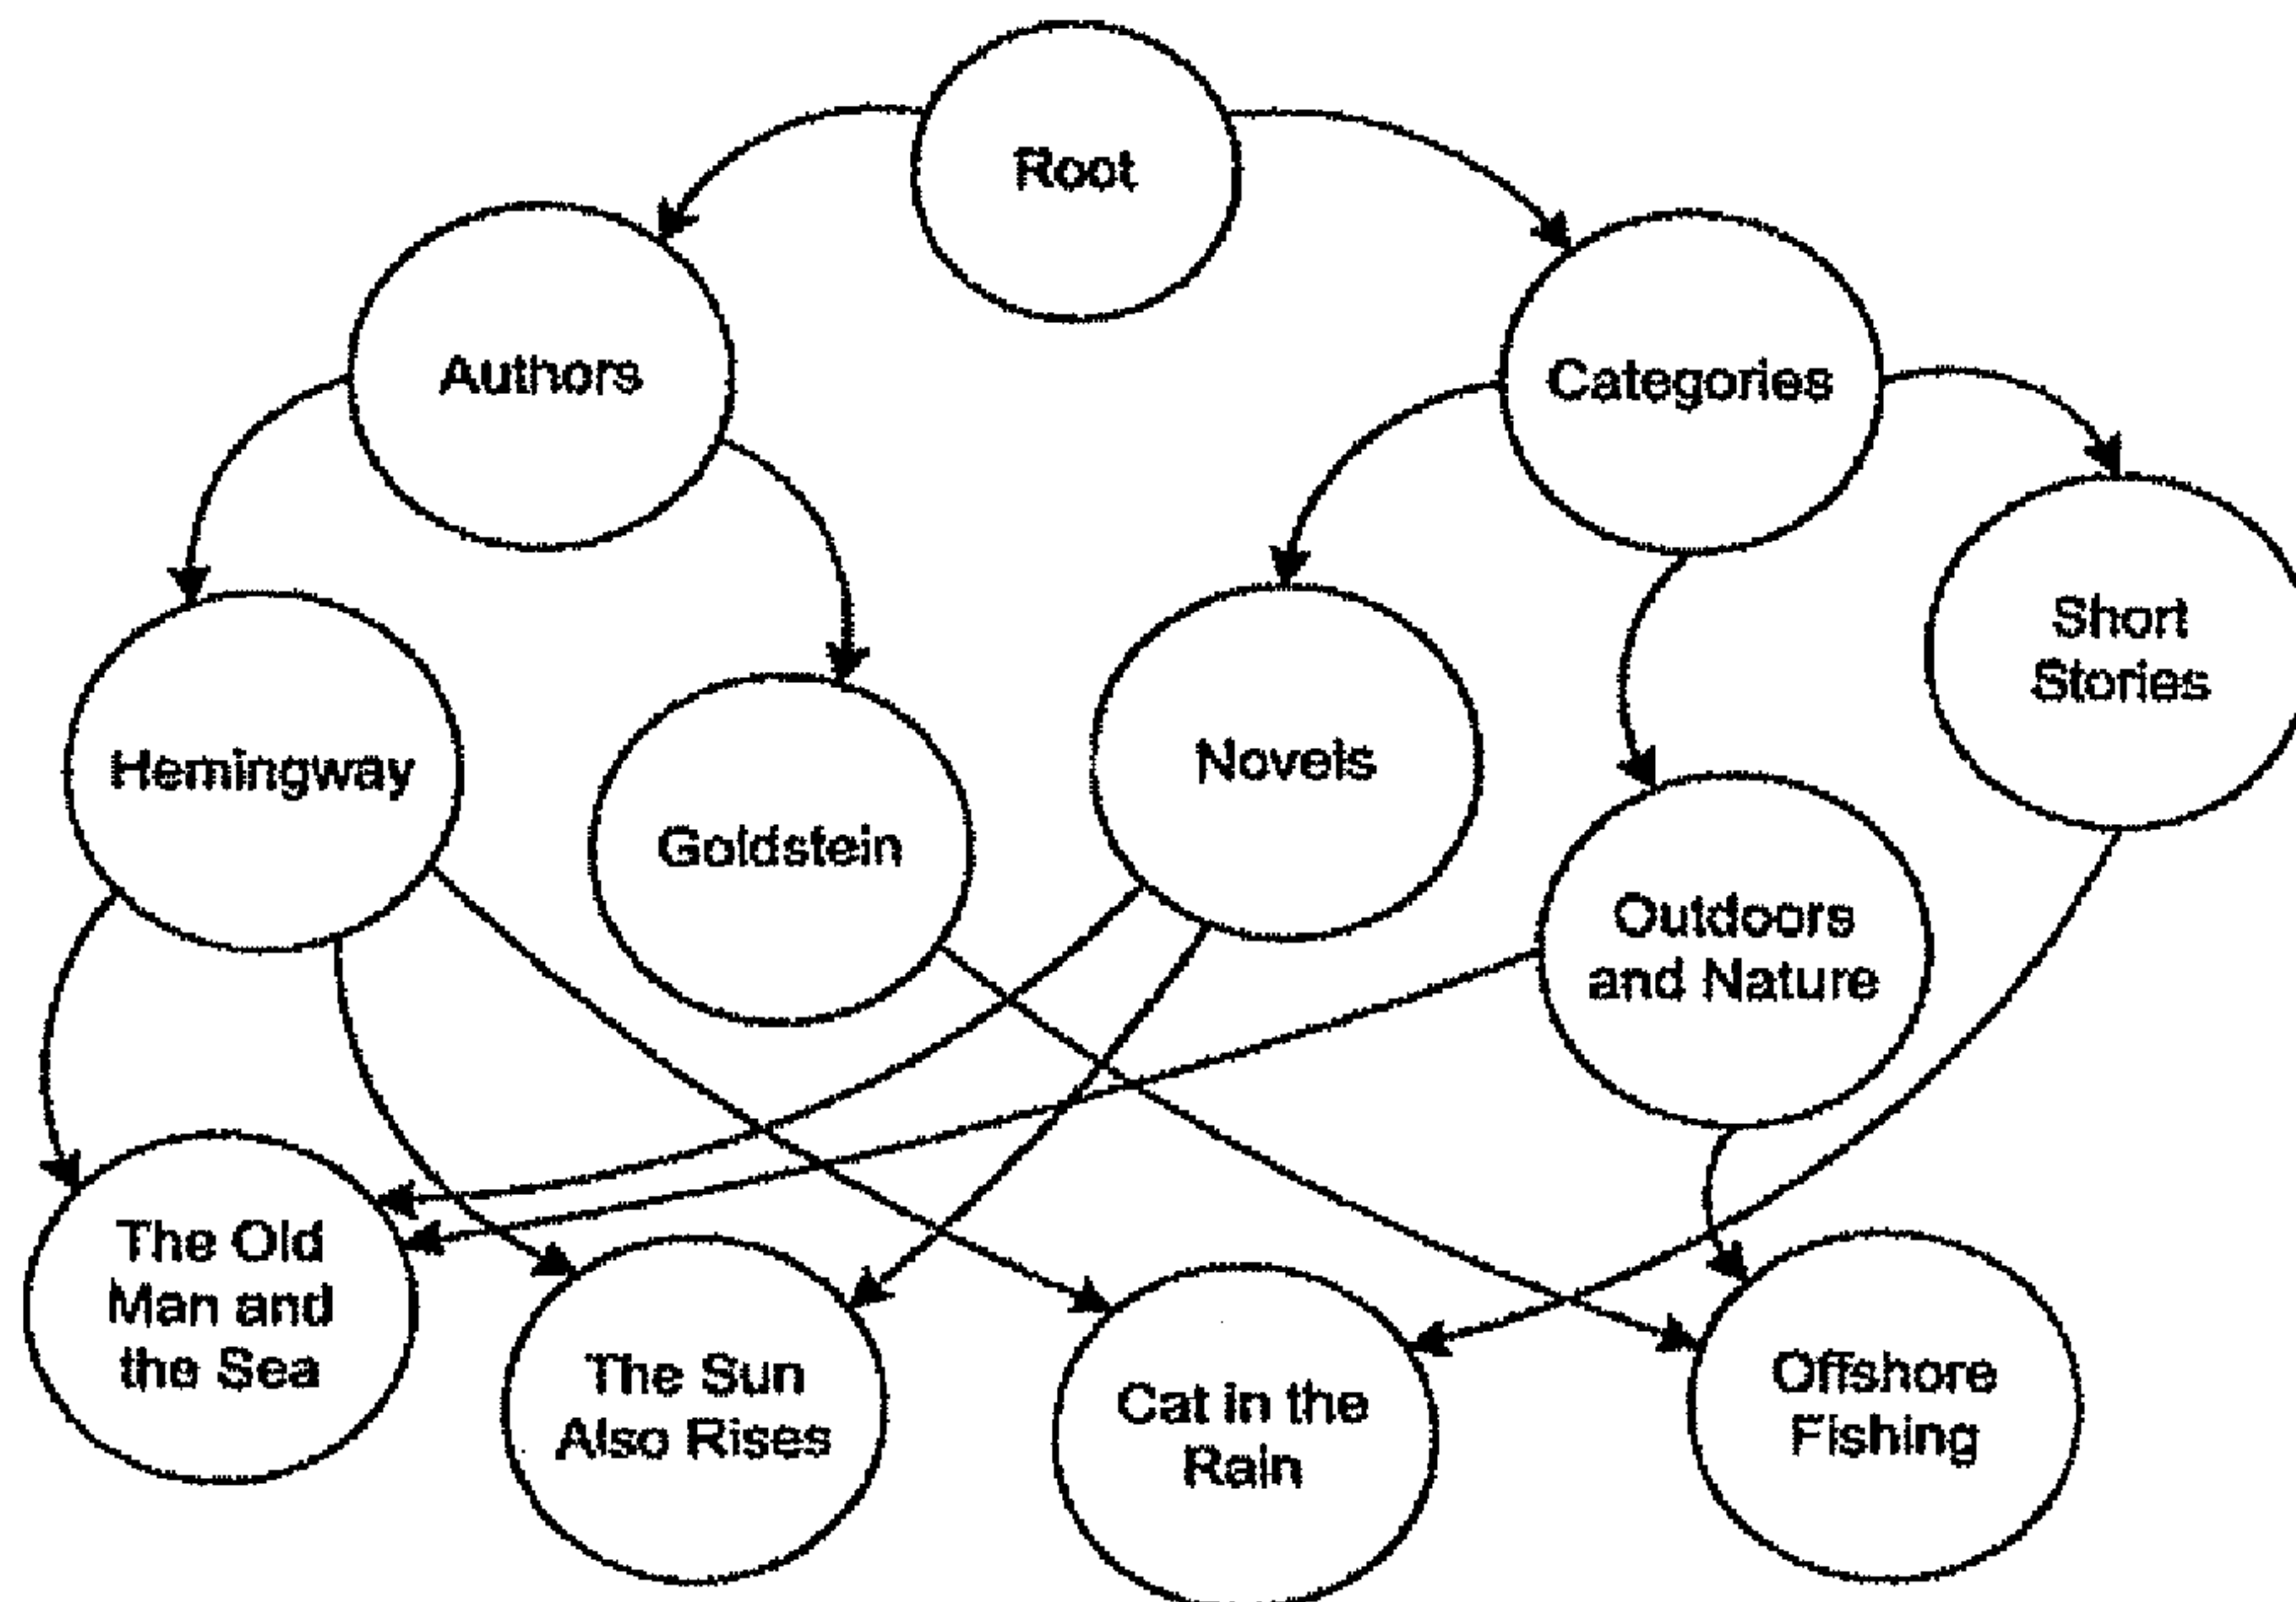 Root
Authors
Categories
Short
Stories
Hemingway
Goldstein
Novels
Outdoors
and Nature
The Old
Man and
the Sea
The Sun
Also Rises
Cat in the
Rain
Offshore
Fishing